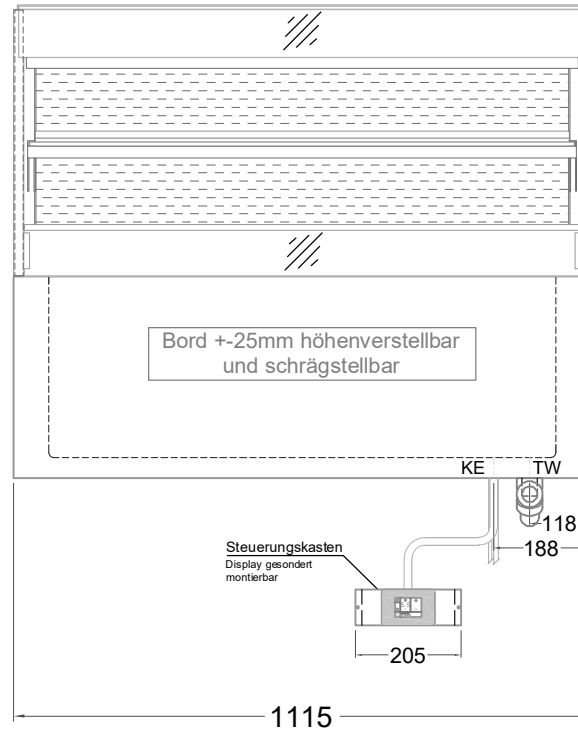 Bord +-25mm höhenverstellbar
und schrägstellbar
KE TW
118
188
Steuerungskasten
Display gesondert
montierbar
205
1115